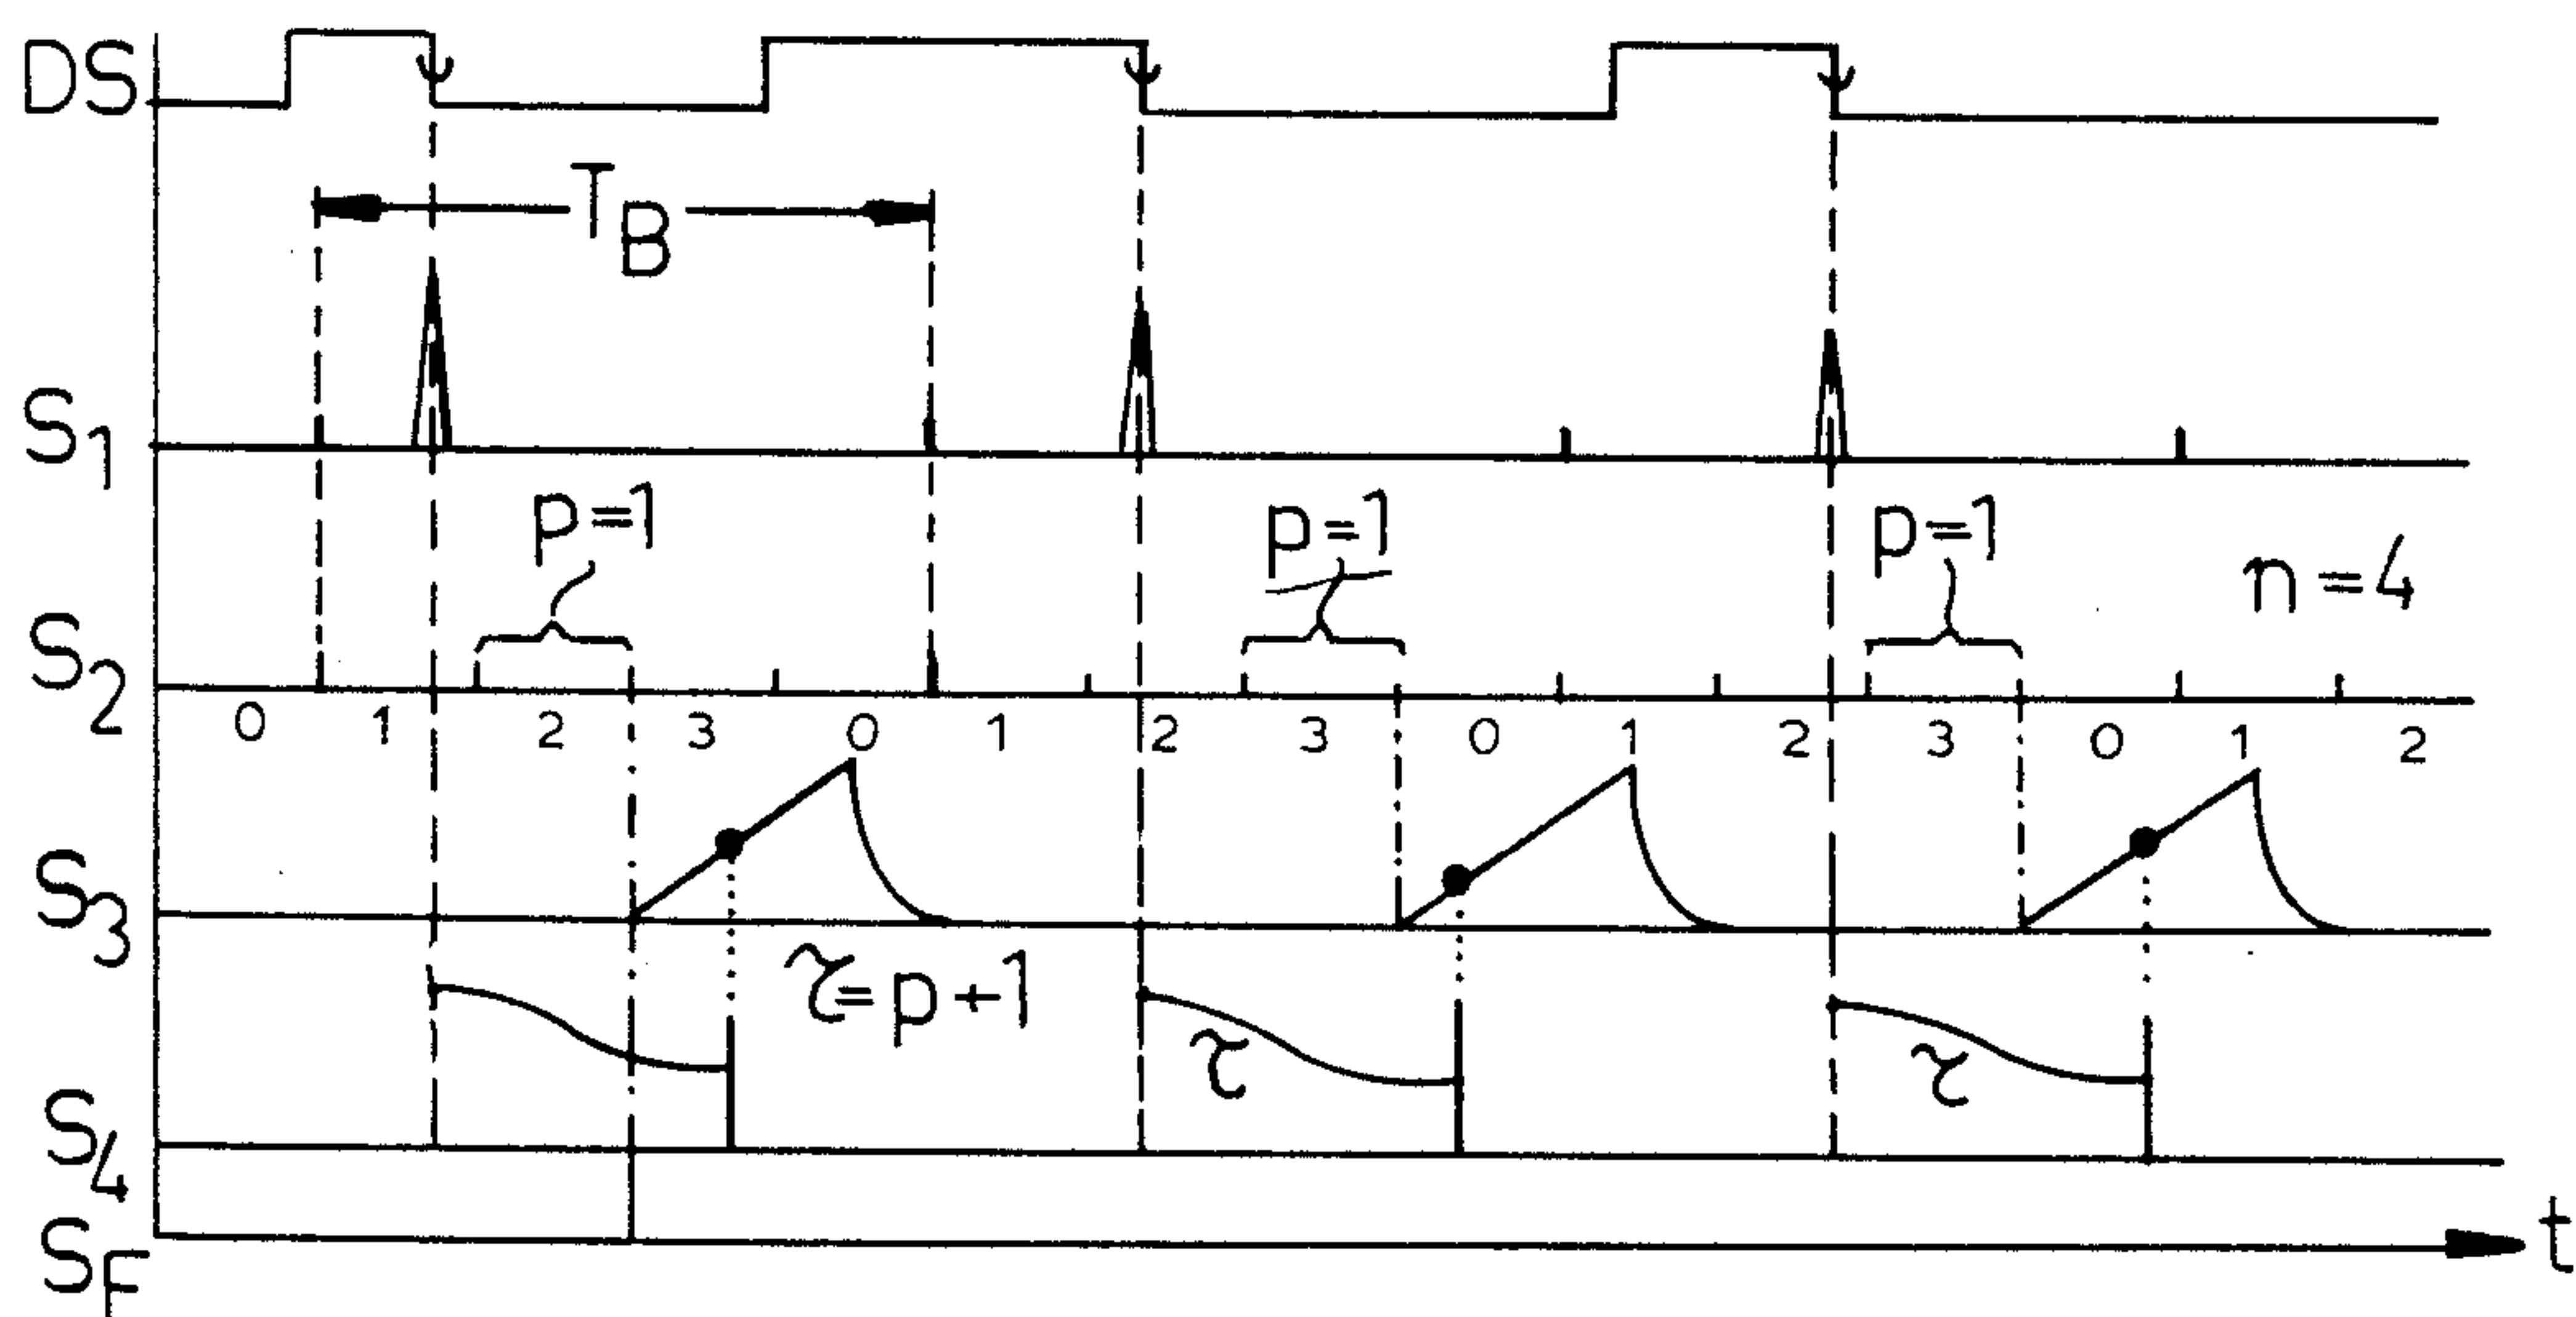 DS
T_B
S_1
p=1 p=1 p=1 n=4
S_2
0 1 2 3 0 1 2 3 0 1 2 3 0 1 2
S_3
τ=p+1
τ τ
S_4
S_F
t